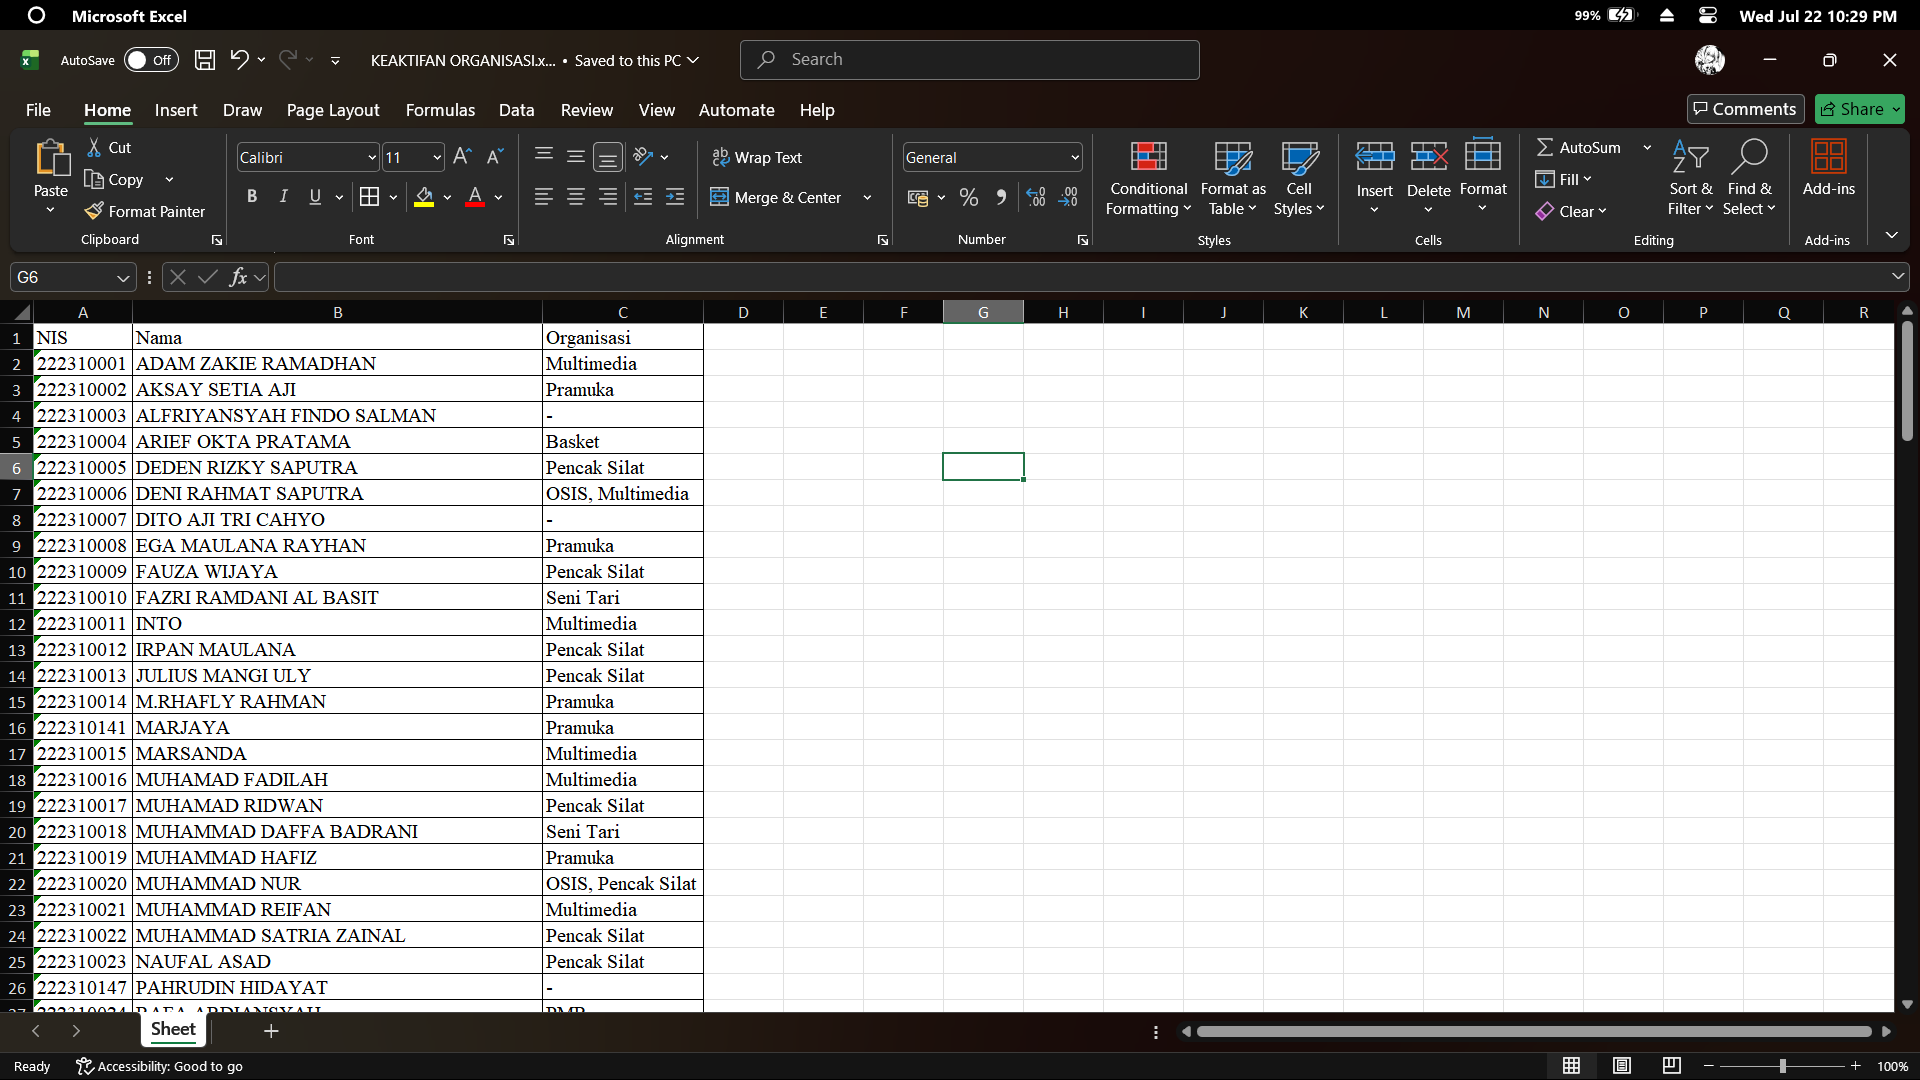 Microsoft Excel
99%
Wed Jul 22 10:29 PM
AutoSave
Off
KEAKTIFAN ORGANISASI.x... • Saved to this PC
Search
File
Home
Insert
Draw
Page Layout
Formulas
Data
Review
View
Automate
Help
Comments
Share
Paste
Cut
Copy
Format Painter
Clipboard
Calibri
11
B I U
A
Font
ab Wrap Text
Merge & Center
Alignment
General
%
Number
Conditional Formatting
Format as Table
Cell Styles
Styles
Insert
Delete
Format
Cells
AutoSum
Fill
Clear
Sort & Filter
Find & Select
Editing
Add-ins
Add-ins
G6
fx
A B C D E F G H I J K L M N O P Q R
1 NIS Nama Organisasi
2 222310001 ADAM ZAKIE RAMADHAN Multimedia
3 222310002 AKSAY SETIA AJI Pramuka
4 222310003 ALFRIYANSYAH FINDO SALMAN -
5 222310004 ARIEF OKTA PRATAMA Basket
6 222310005 DEDEN RIZKY SAPUTRA Pencak Silat
7 222310006 DENI RAHMAT SAPUTRA OSIS, Multimedia
8 222310007 DITO AJI TRI CAHYO -
9 222310008 EGA MAULANA RAYHAN Pramuka
10 222310009 FAUZA WIJAYA Pencak Silat
11 222310010 FAZRI RAMDANI AL BASIT Seni Tari
12 222310011 INTO Multimedia
13 222310012 IRPAN MAULANA Pencak Silat
14 222310013 JULIUS MANGI ULY Pencak Silat
15 222310014 M.RHAFLY RAHMAN Pramuka
16 222310141 MARJAYA Pramuka
17 222310015 MARSANDA Multimedia
18 222310016 MUHAMAD FADILAH Multimedia
19 222310017 MUHAMAD RIDWAN Pencak Silat
20 222310018 MUHAMMAD DAFFA BADRANI Seni Tari
21 222310019 MUHAMMAD HAFIZ Pramuka
22 222310020 MUHAMMAD NUR OSIS, Pencak Silat
23 222310021 MUHAMMAD REIFAN Multimedia
24 222310022 MUHAMMAD SATRIA ZAINAL Pencak Silat
25 222310023 NAUFAL ASAD Pencak Silat
26 222310147 PAHRUDIN HIDAYAT -
Sheet
Ready
Accessibility: Good to go
100%